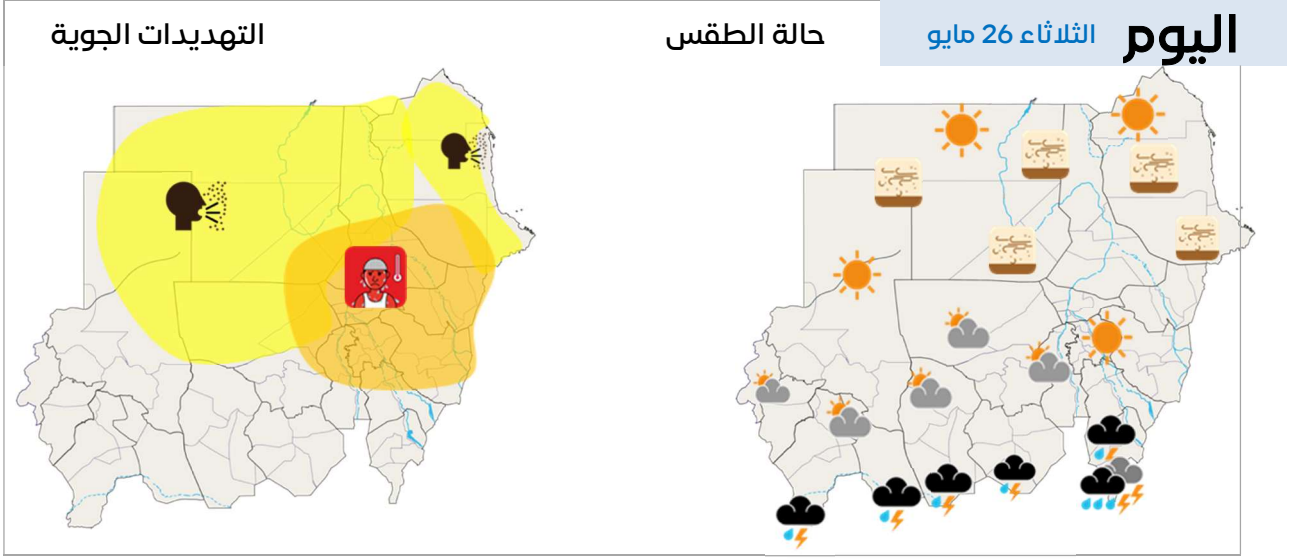 اليوم الثلاثاء 26 مايو
حالة الطقس
التهديدات الجوية